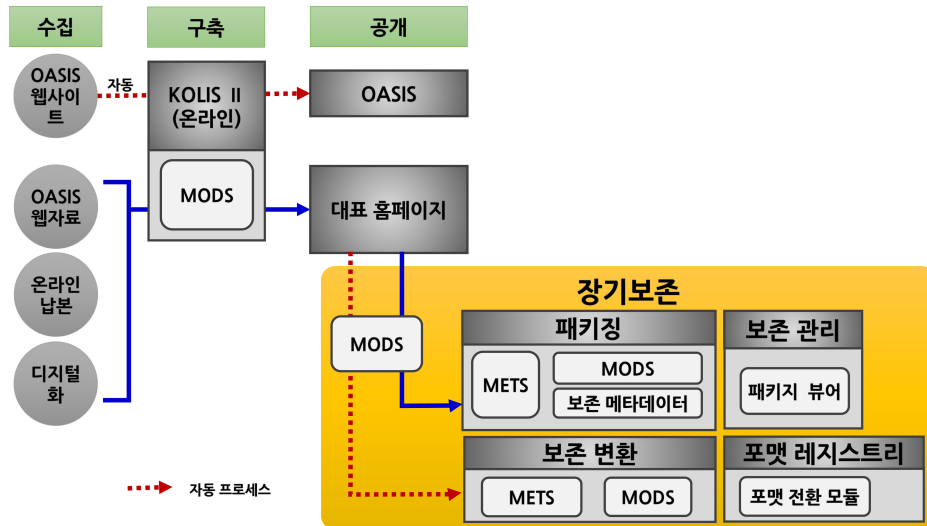 수집
구축
공개
OASIS
웹사이
트
자동
KOLIS Ⅱ
(온라인)
OASIS
MODS
OASIS
웹자료
대표 홈페이지
온라인
납본
디지털
화
장기보존
MODS
패키징
METS
MODS
보존 메타데이터
보존 관리
패키지 뷰어
보존 변환
METS
MODS
포맷 레지스트리
포맷 전환 모듈
자동 프로세스